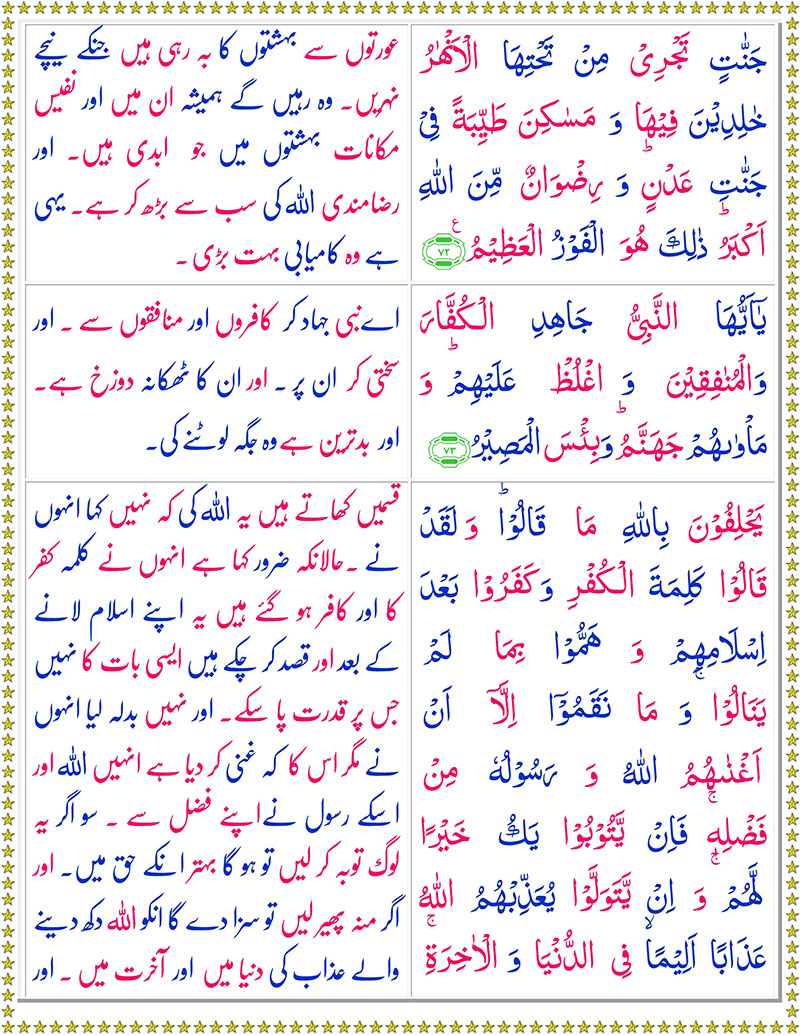 جَنّٰتٍ تَجْرِیْ مِنْ تَحْتِهَا الْاَنْهٰرُ
خٰلِدِیْنَ فِیْهَا وَ مَسٰكِنَ طَیِّبَةً فِیْ
جَنّٰتِ عَدْنٍ ؕ وَ رِضْوَانٌ مِّنَ اللّٰهِ
اَكْبَرُ ؕ ذٰلِكَ هُوَ الْفَوْزُ الْعَظِیْمُ ع ۷۲
عورتوں سے بہشتوں کا بہ رہی ہیں جنکے نیچے
نہریں۔ وہ رہیں گے ہمیشہ ان میں اور نفیس
مکانات بہشتوں میں جو ابدی ہیں۔ اور
رضامندی اللہ کی سب سے بڑھ کر ہے۔ یہی
ہے وہ کامیابی بہت بڑی۔
یٰۤاَیُّهَا النَّبِیُّ جَاهِدِ الْكُفَّارَ
وَالْمُنٰفِقِیْنَ وَ اغْلُظْ عَلَیْهِمْ ؕ وَ
مَاْوٰىهُمْ جَهَنَّمُ ؕ وَبِئْسَ الْمَصِیْرُ ۷۳
اے نبی جہاد کر کافروں اور منافقوں سے ۔ اور
سختی کر ان پر ۔ اور ان کا ٹھکانہ دوزخ ہے۔
اور بدترین ہے وہ جگہ لوٹنے کی۔
یَحْلِفُوْنَ بِاللّٰهِ مَا قَالُوْا ؕ وَ لَقَدْ
قَالُوْا كَلِمَةَ الْكُفْرِ وَ كَفَرُوْا بَعْدَ
اِسْلَامِهِمْ وَ هَمُّوْا بِمَا لَمْ
یَنَالُوْا ۚ وَ مَا نَقَمُوْۤا اِلَّاۤ اَنْ
اَغْنٰىهُمُ اللّٰهُ وَ رَسُوْلُهٗ مِنْ
فَضْلِهٖ ۚ فَاِنْ یَّتُوْبُوْا یَكُ خَیْرًا
لَّهُمْ ۚ وَ اِنْ یَّتَوَلَّوْا یُعَذِّبْهُمُ اللّٰهُ
عَذَابًا اَلِیْمًا ۙ فِی الدُّنْیَا وَ الْاٰخِرَةِ ۚ
قسمیں کھاتے ہیں یہ اللہ کی کہ نہیں کہا انہوں
نے ۔حالانکہ ضرور کہا ہے انہوں نے کلمہ کفر
کا اور کافر ہو گئے ہیں یہ اپنے اسلام لانے
کے بعد اور قصد کر چکے ہیں ایسی بات کا نہیں
جس پر قدرت پا سکے۔ اور نہیں بدلہ لیا انہوں
نے مگر اس کا کہ غنی کر دیا ہے انہیں اللہ اور
اسکے رسول نے اپنے فضل سے ۔ سو اگر یہ
لوگ توبہ کر لیں تو ہو گا بہتر انکے حق میں۔ اور
اگر منہ پھیر لیں تو سزا دے گا انکو اللہ دکھ دینے
والے عذاب کی دنیا میں اور آخرت میں ۔ اور